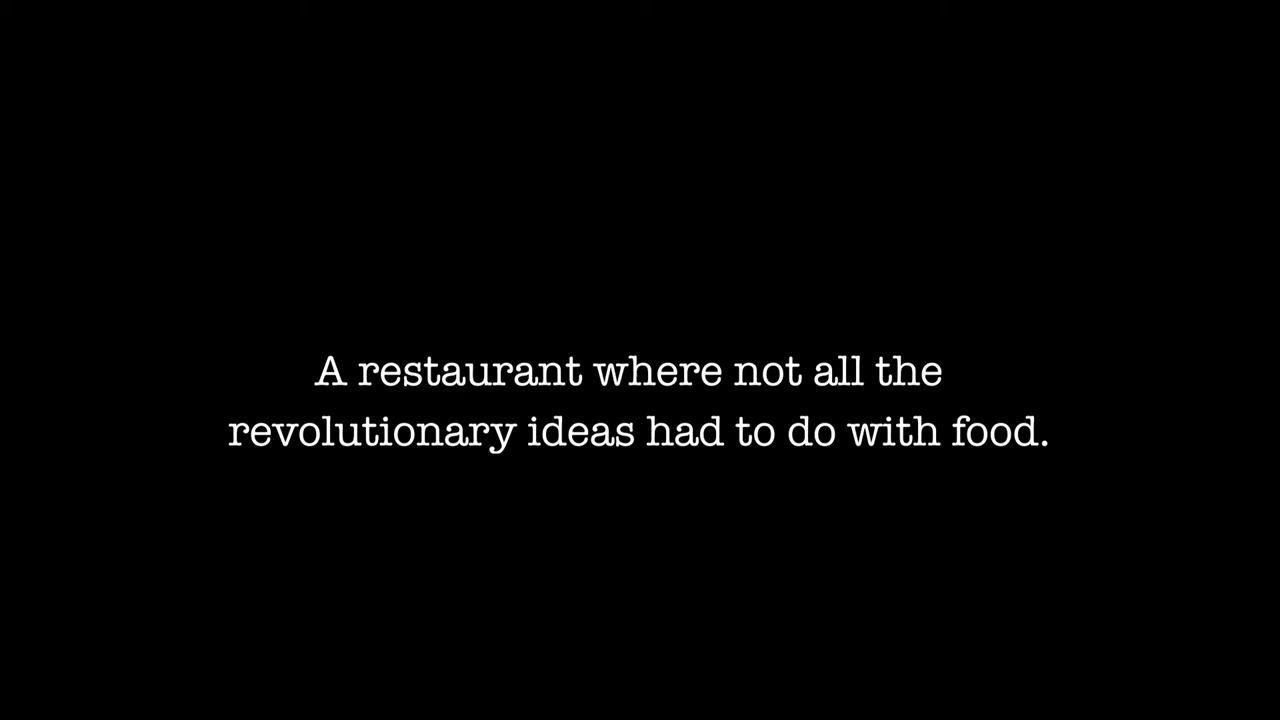 A restaurant where not all the
revolutionary ideas had to do with food.